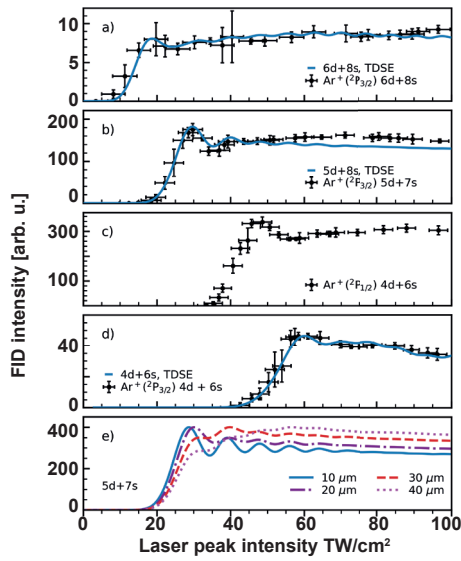 FID intensity [arb. u.]
10
5
0
a)
6d+8s, TDSE
Ar⁺(²P₃/₂) 6d+8s
200
100
0
b)
5d+8s, TDSE
Ar⁺(²P₃/₂) 5d+7s
300
100
c)
Ar⁺(²P₁/₂) 4d+6s
40
0
d)
4d+6s, TDSE
Ar⁺(²P₃/₂) 4d + 6s
400
200
0
e)
5d+7s
10 µm
20 µm
30 µm
40 µm
0 20 40 60 80 100
Laser peak intensity TW/cm²